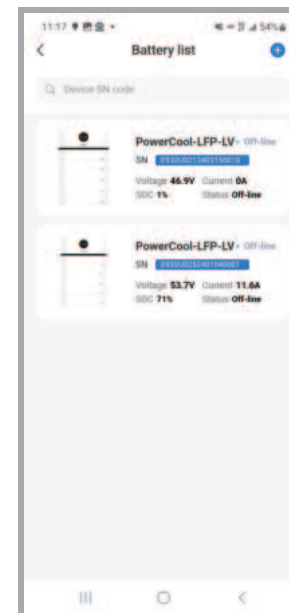 11:17
54%
Battery list
Device SN code
PowerCool-LFP-LV • Off-line
SN
Voltage 46.9V Current 0A
SOC 1% Status Off-line
PowerCool-LFP-LV • Off-line
SN
Voltage 53.7V Current 11.6A
SOC 71% Status Off-line